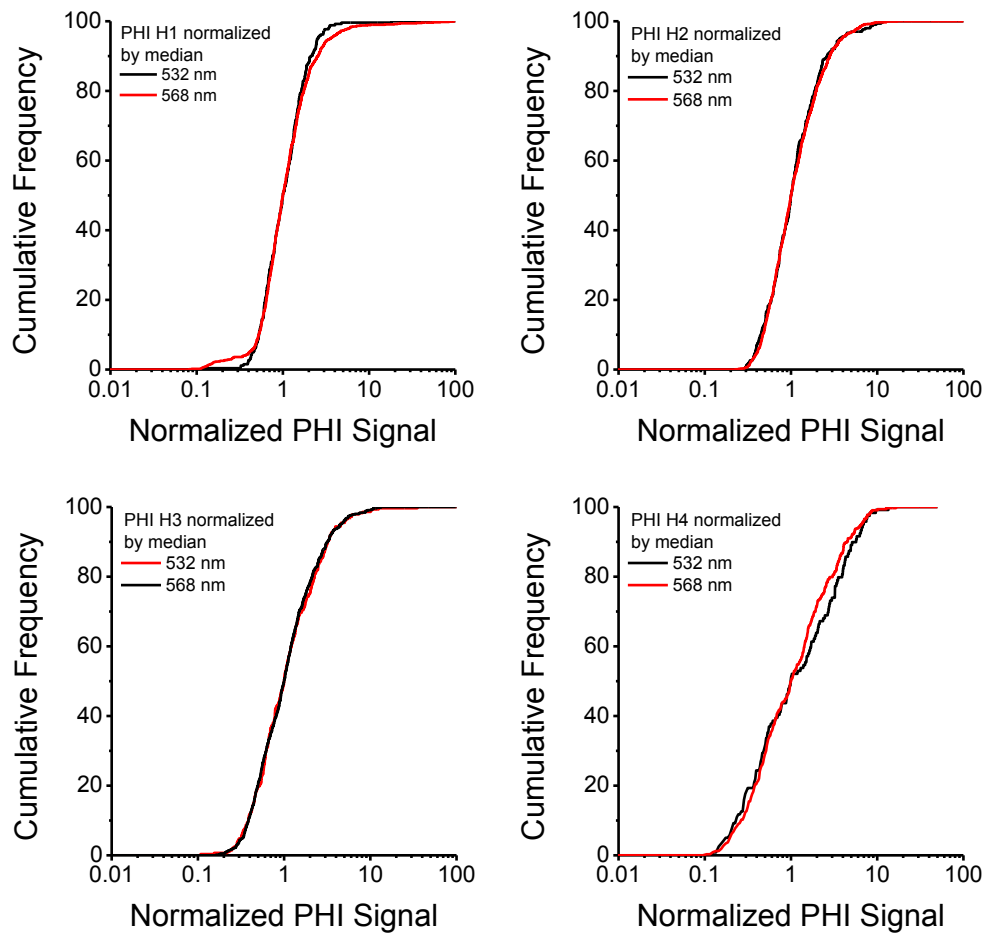 PHI H1 normalized
by median
532 nm
568 nm
Cumulative Frequency
100
80
60
40
20
0
0.01 0.1 1 10 100
Normalized PHI Signal
PHI H2 normalized
by median
532 nm
568 nm
Cumulative Frequency
100
80
60
40
20
0
0.01 0.1 1 10 100
Normalized PHI Signal
PHI H3 normalized
by median
532 nm
568 nm
Cumulative Frequency
100
80
60
40
20
0
0.01 0.1 1 10 100
Normalized PHI Signal
PHI H4 normalized
by median
532 nm
568 nm
Cumulative Frequency
100
80
60
40
20
0
0.01 0.1 1 10 100
Normalized PHI Signal